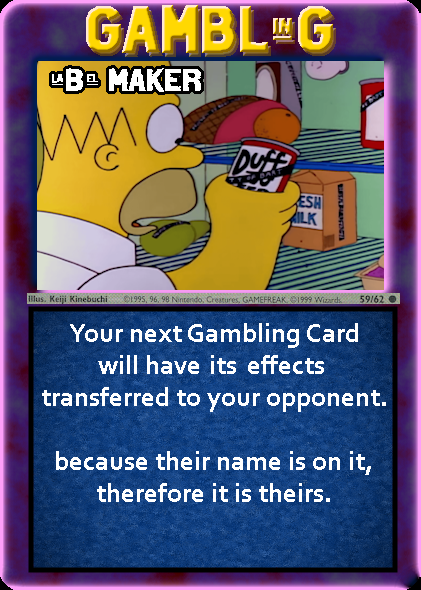 GAMBLING
LABEL MAKER
Duff
ESH
ILK
Illus. Keiji Kinebuchi ©1995, 96, 98 Nintendo, Creatures, GAMEFREAK. ©1999 Wizards. 59/62
Your next Gambling Card
will have its effects
transferred to your opponent.
because their name is on it,
therefore it is theirs.